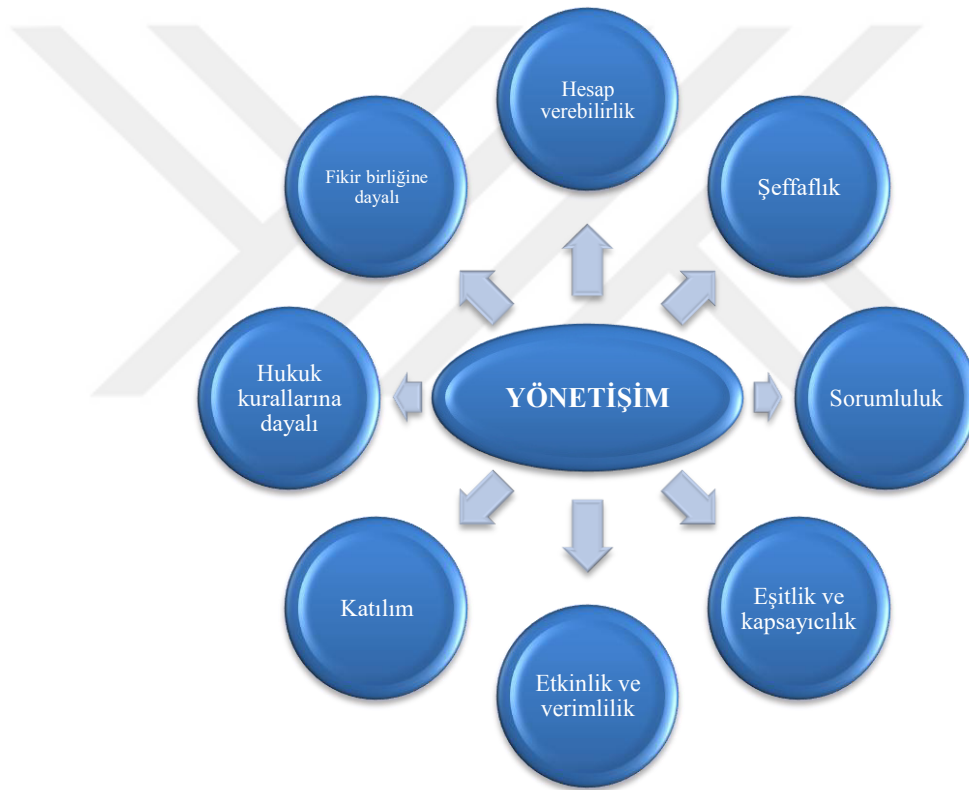 Hesap
verebilirlik
Fikir birliğine
dayalı
Şeffaflık
Hukuk
kurallarına
dayalı
YÖNETİŞİM
Sorumluluk
Katılım
Eşitlik ve
kapsayıcılık
Etkinlik ve
verimlilik